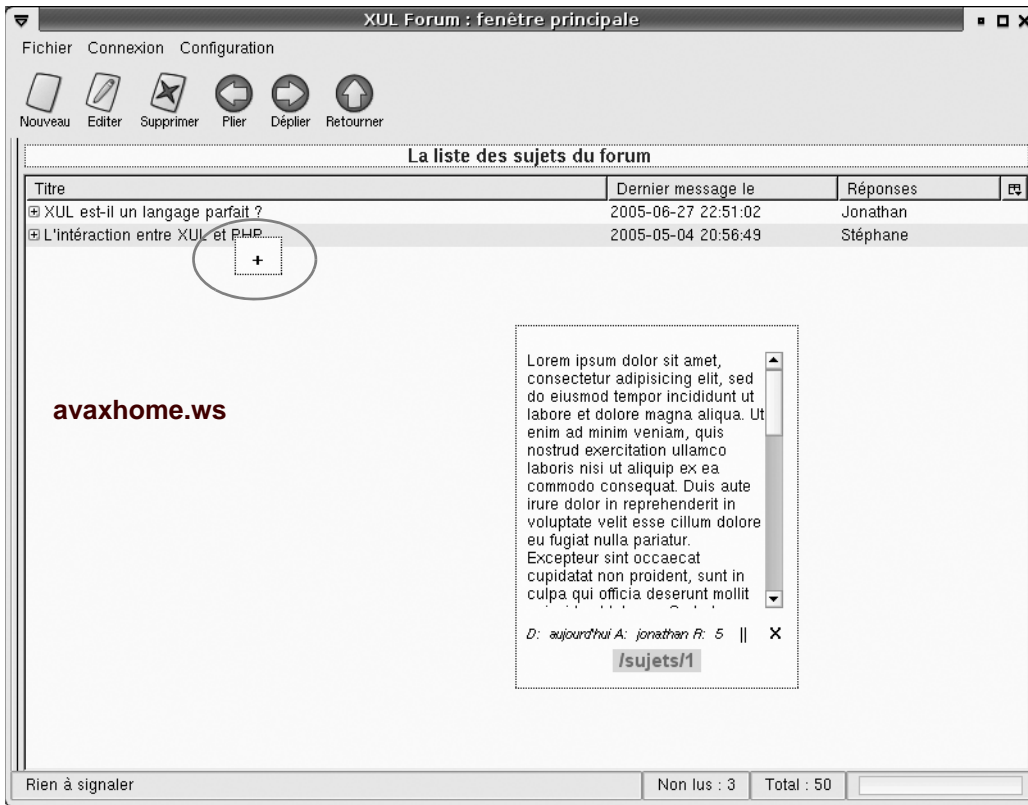 XUL Forum : fenêtre principale
Fichier Connexion Configuration
Nouveau Editer Supprimer Plier Déplier Retourner
La liste des sujets du forum
Titre Dernier message le Réponses
XUL est-il un langage parfait ? 2005-06-27 22:51:02 Jonathan
L'intéraction entre XUL et PHP 2005-05-04 20:56:49 Stéphane
+
Lorem ipsum dolor sit amet,
consectetur adipisicing elit, sed
do eiusmod tempor incididunt ut
labore et dolore magna aliqua. Ut
enim ad minim veniam, quis
nostrud exercitation ullamco
laboris nisi ut aliquip ex ea
commodo consequat. Duis aute
irure dolor in reprehenderit in
voluptate velit esse cillum dolore
eu fugiat nulla pariatur.
Excepteur sint occaecat
cupidatat non proident, sunt in
culpa qui officia deserunt mollit
avaxhome.ws
D: aujourd'hui A: jonathan R: 5 || X
/sujets/1
Rien à signaler Non lus : 3 Total : 50